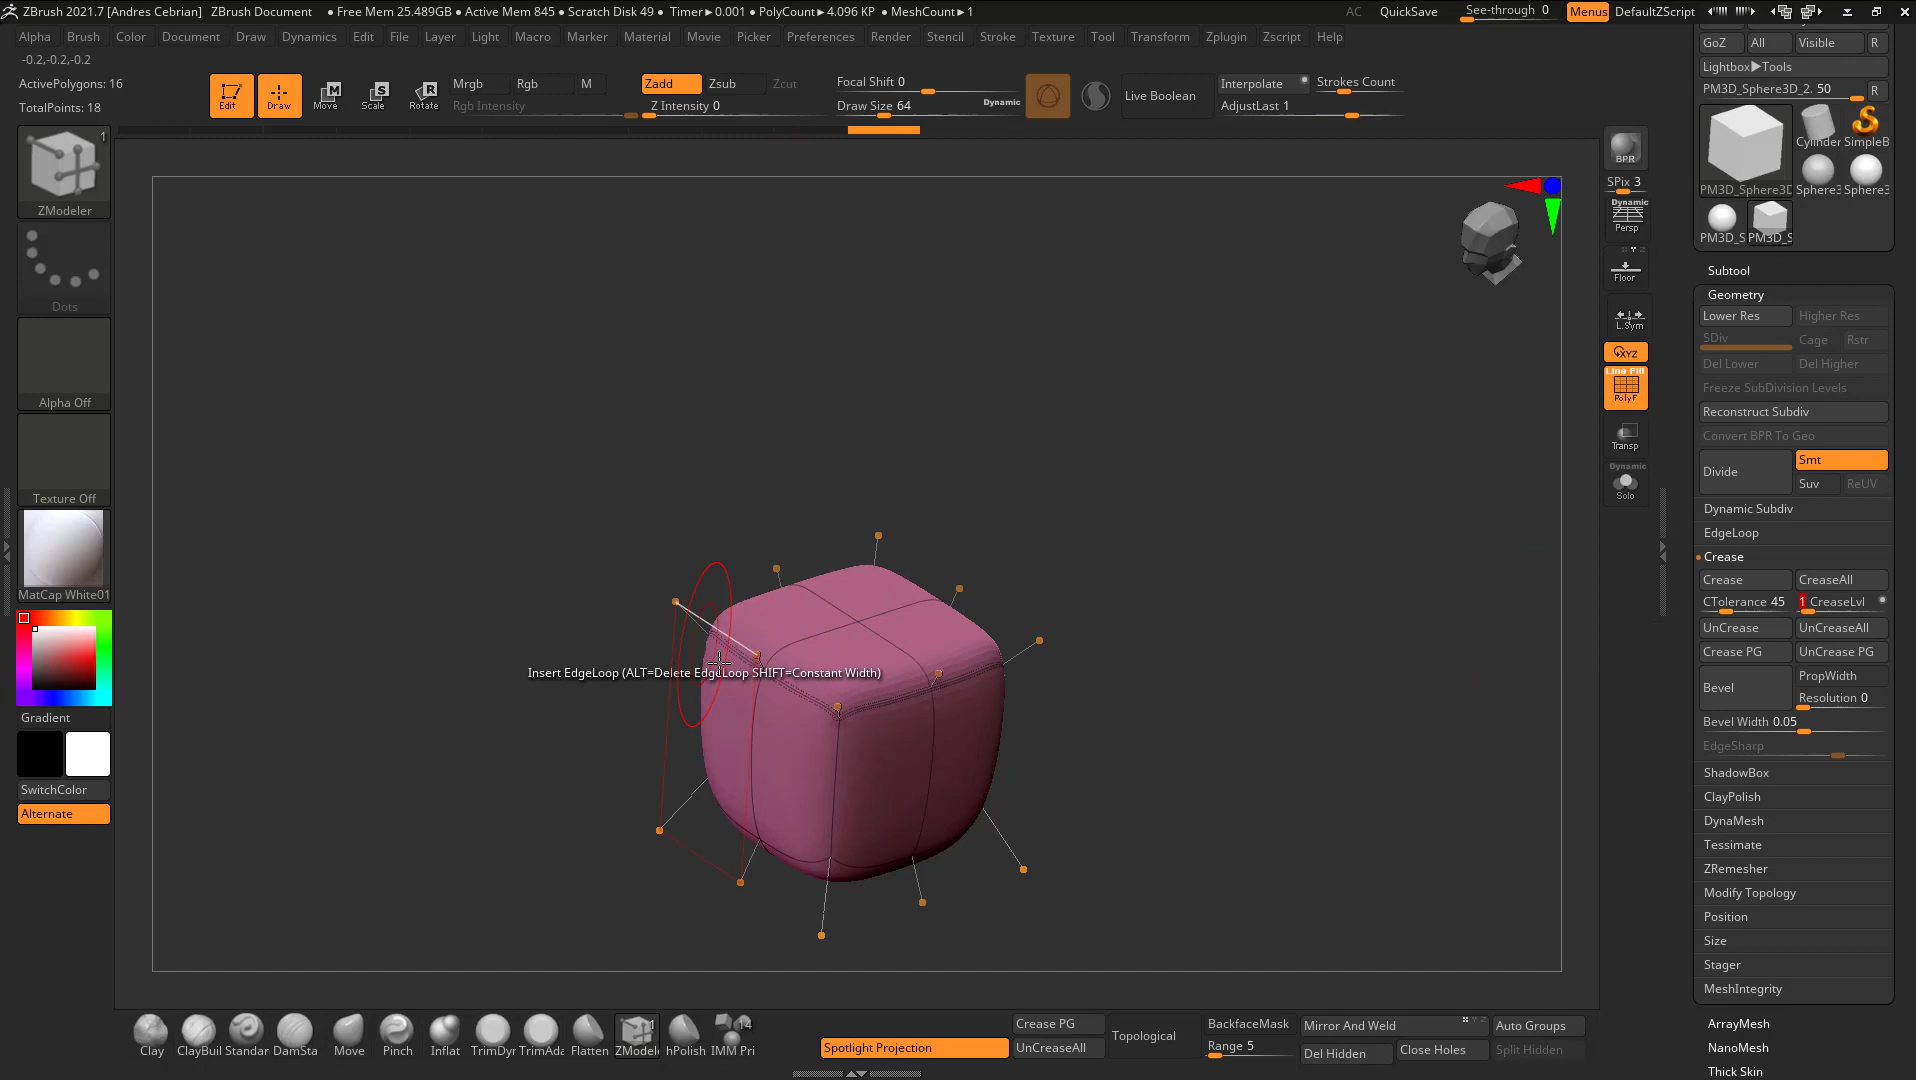 ZBrush 2021.7 [Andres Cebrian] ZBrush Document • Free Mem 25.489GB • Active Mem 845 • Scratch Disk 49 • Timer►0.001 • PolyCount►4.096 KP • MeshCount►1 AC QuickSave See-through 0 Menus DefaultZScript
Alpha Brush Color Document Draw Dynamics Edit File Layer Light Macro Marker Material Movie Picker Preferences Render Stencil Stroke Texture Tool Transform Zplugin Zscript Help
-0.2,-0.2,-0.2
ActivePolygons: 16
TotalPoints: 18
Edit Draw Move Scale Rotate
M S R
Mrgb Rgb M
Rgb Intensity
Zadd Zsub Zcut
Z Intensity 0
Focal Shift 0
Draw Size 64
Dynamic
Live Boolean
Interpolate Strokes Count
AdjustLast 1
1
ZModeler
Dots
Alpha Off
Texture Off
MatCap White01
Gradient
SwitchColor
Alternate
Insert EdgeLoop (ALT=Delete EdgeLoop SHIFT=Constant Width)
BPR
SPix 3
Dynamic
Persp
Floor
L.Sym
XYZ
Line Fill
PolyF
Transp
Dynamic
Solo
GoZ All Visible R
Lightbox►Tools
PM3D_Sphere3D_2. 50 R
PM3D_Sphere3D
Cylinder SimpleB
Sphere3 Sphere3
PM3D_S PM3D_S
Subtool
Geometry
Lower Res Higher Res
SDiv Cage Rstr
Del Lower Del Higher
Freeze SubDivision Levels
Reconstruct Subdiv
Convert BPR To Geo
Divide Smt
Suv ReUV
Dynamic Subdiv
EdgeLoop
Crease
Crease CreaseAll
CTolerance 45 1 CreaseLvl
UnCrease UnCreaseAll
Crease PG UnCrease PG
Bevel PropWidth
Resolution 0
Bevel Width 0.05
EdgeSharp
ShadowBox
ClayPolish
DynaMesh
Tessimate
ZRemesher
Modify Topology
Position
Size
Stager
MeshIntegrity
ArrayMesh
NanoMesh
Thick Skin
Clay ClayBuil Standar DamSta Move Pinch Inflat TrimDyn TrimAda Flatten ZModele hPolish IMM Pri
1 14
Spotlight Projection
Crease PG
UnCreaseAll
Topological
BackfaceMask
Range 5
Mirror And Weld
Del Hidden Close Holes
Auto Groups
Split Hidden